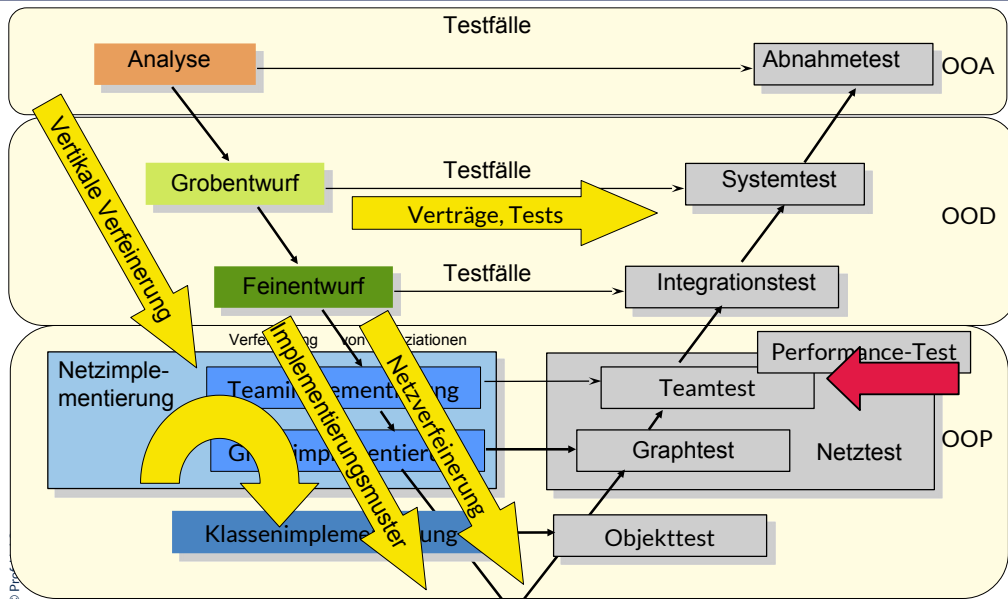 Testfälle
Analyse
Abnahmetest
OOA
Vertikale Verfeinerung
Grobentwurf
Testfälle
Systemtest
Verträge, Tests
OOD
Feinentwurf
Testfälle
Integrationstest
von
Implementierungsmuster
Netzverfeinerung
Performance-Test
Netzimple-
mentierung
Teamtest
OOP
Graphtest
Netztest
Objekttest
©